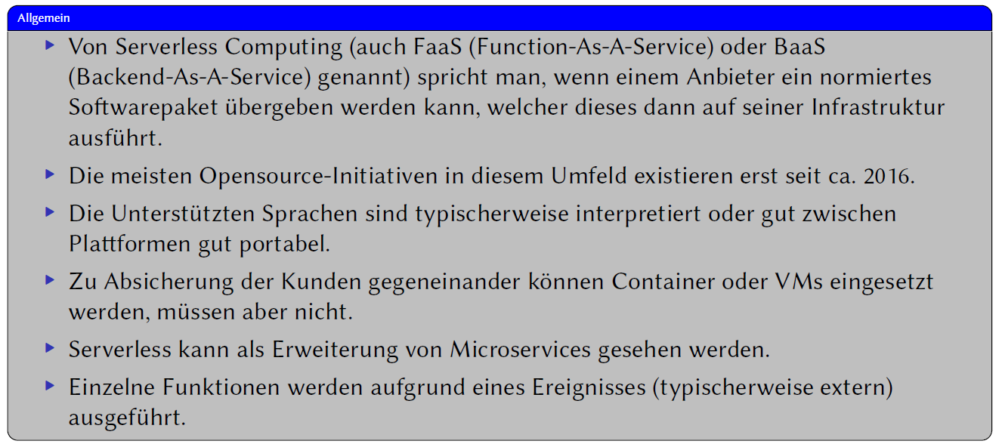 Allgemein
Von Serverless Computing (auch FaaS (Function-As-A-Service) oder BaaS
(Backend-As-A-Service) genannt) spricht man, wenn einem Anbieter ein normiertes
Softwarepaket übergeben werden kann, welcher dieses dann auf seiner Infrastruktur
ausführt.
Die meisten Opensource-Initiativen in diesem Umfeld existieren erst seit ca. 2016.
Die Unterstützten Sprachen sind typischerweise interpretiert oder gut zwischen
Plattformen gut portabel.
Zu Absicherung der Kunden gegeneinander können Container oder VMs eingesetzt
werden, müssen aber nicht.
Serverless kann als Erweiterung von Microservices gesehen werden.
Einzelne Funktionen werden aufgrund eines Ereignisses (typischerweise extern)
ausgeführt.